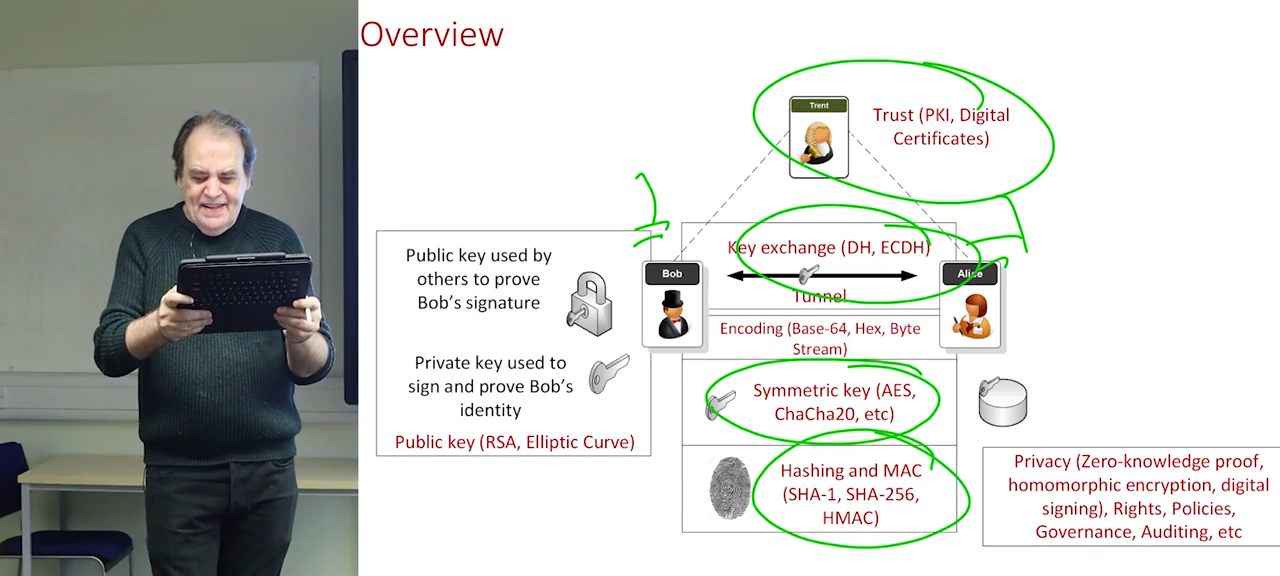 Overview
Trent
Trust (PKI, Digital
Certificates)
Key exchange (DH, ECDH)
Bob
Alice
Tunnel
Public key used by
others to prove
Bob's signature
Encoding (Base-64, Hex, Byte
Stream)
Private key used to
sign and prove Bob's
identity
Public key (RSA, Elliptic Curve)
Symmetric key (AES,
ChaCha20, etc)
Hashing and MAC
(SHA-1, SHA-256,
HMAC)
Privacy (Zero-knowledge proof,
homomorphic encryption, digital
signing), Rights, Policies,
Governance, Auditing, etc